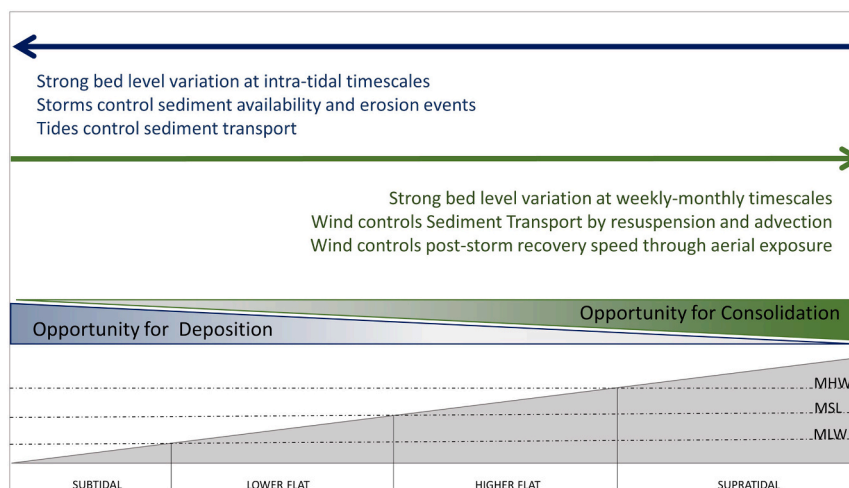 Strong bed level variation at intra-tidal timescales
Storms control sediment availability and erosion events
Tides control sediment transport
Strong bed level variation at weekly-monthly timescales
Wind controls Sediment Transport by resuspension and advection
Wind controls post-storm recovery speed through aerial exposure
Opportunity for Consolidation
Opportunity for Deposition
MHW
MSL
MLW
SUBTIDAL
LOWER FLAT
HIGHER FLAT
SUPRATIDAL